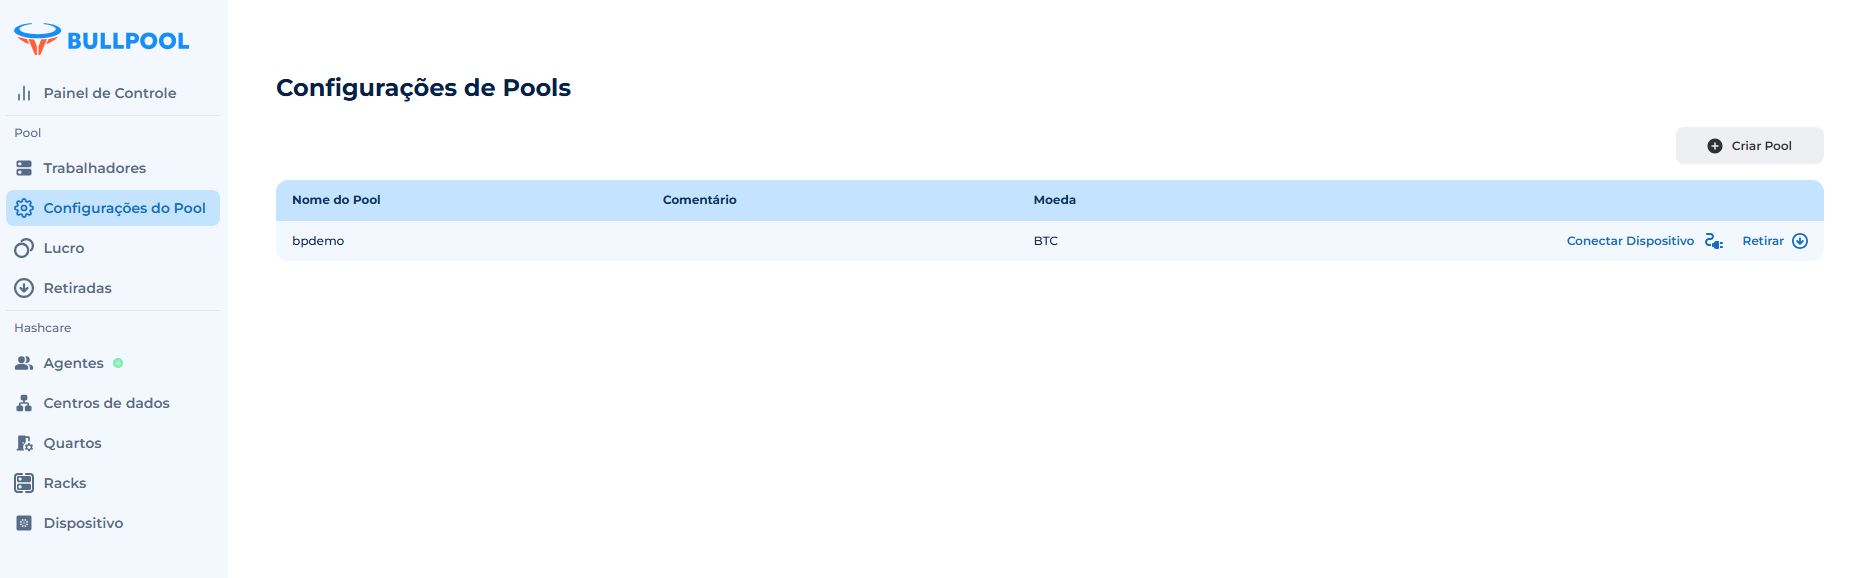 BULLPOOL
Painel de Controle
Pool
Trabalhadores
Configurações do Pool
Lucro
Retiradas
Hashcare
Agentes
Centros de dados
Quartos
Racks
Dispositivo
Configurações de Pools
Criar Pool
Nome do Pool Comentário Moeda
bpdemo BTC Conectar Dispositivo Retirar